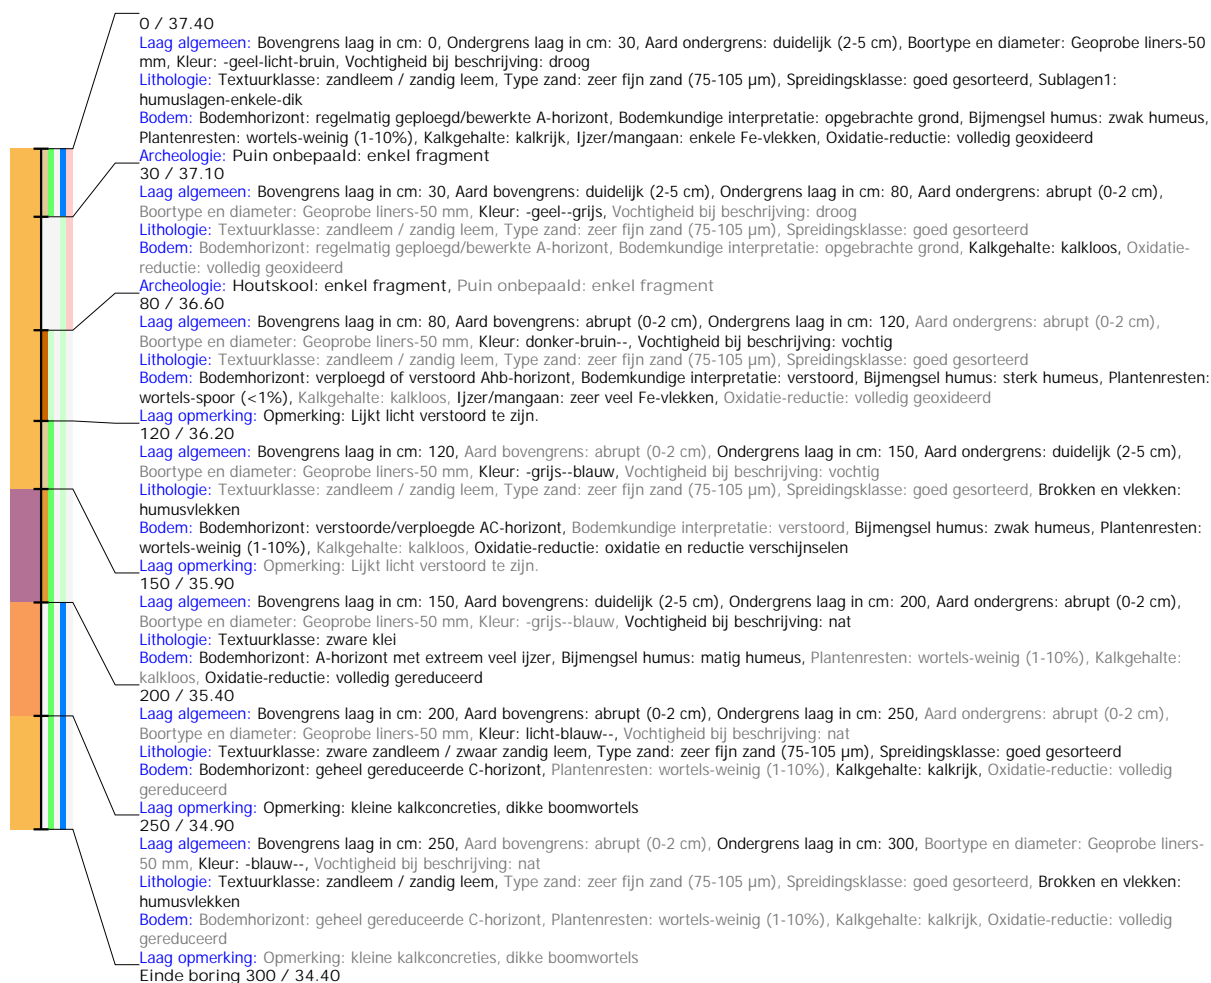 0 / 37.40
Laag algemeen: Bovengrens laag in cm: 0, Ondergrens laag in cm: 30, Aard ondergrens: duidelijk (2-5 cm), Boortype en diameter: Geoprobe liners-50
mm, Kleur: -geel-licht-bruin, Vochtigheid bij beschrijving: droog
Lithologie: Textuurklasse: zandleem / zandig leem, Type zand: zeer fijn zand (75-105 µm), Spreidingsklasse: goed gesorteerd, Sublagen1:
humuslagen-enkele-dik
Bodem: Bodemhorizont: regelmatig geploegd/bewerkte A-horizont, Bodemkundige interpretatie: opgebrachte grond, Bijmengsel humus: zwak humeus,
Plantenresten: wortels-weinig (1-10%), Kalkgehalte: kalkrijk, Ijzer/mangaan: enkele Fe-vlekken, Oxidatie-reductie: volledig geoxideerd
Archeologie: Puin onbepaald: enkel fragment
30 / 37.10
Laag algemeen: Bovengrens laag in cm: 30, Aard bovengrens: duidelijk (2-5 cm), Ondergrens laag in cm: 80, Aard ondergrens: abrupt (0-2 cm),
Boortype en diameter: Geoprobe liners-50 mm, Kleur: -geel--grijs, Vochtigheid bij beschrijving: droog
Lithologie: Textuurklasse: zandleem / zandig leem, Type zand: zeer fijn zand (75-105 µm), Spreidingsklasse: goed gesorteerd
Bodem: Bodemhorizont: regelmatig geploegd/bewerkte A-horizont, Bodemkundige interpretatie: opgebrachte grond, Kalkgehalte: kalkloos, Oxidatie-
reductie: volledig geoxideerd
Archeologie: Houtskool: enkel fragment, Puin onbepaald: enkel fragment
80 / 36.60
Laag algemeen: Bovengrens laag in cm: 80, Aard bovengrens: abrupt (0-2 cm), Ondergrens laag in cm: 120, Aard ondergrens: abrupt (0-2 cm),
Boortype en diameter: Geoprobe liners-50 mm, Kleur: donker-bruin--, Vochtigheid bij beschrijving: vochtig
Lithologie: Textuurklasse: zandleem / zandig leem, Type zand: zeer fijn zand (75-105 µm), Spreidingsklasse: goed gesorteerd
Bodem: Bodemhorizont: verploegd of verstoord Ahb-horizont, Bodemkundige interpretatie: verstoord, Bijmengsel humus: sterk humeus, Plantenresten:
wortels-spoor (<1%), Kalkgehalte: kalkloos, Ijzer/mangaan: zeer veel Fe-vlekken, Oxidatie-reductie: volledig geoxideerd
Laag opmerking: Opmerking: Lijkt licht verstoord te zijn.
120 / 36.20
Laag algemeen: Bovengrens laag in cm: 120, Aard bovengrens: abrupt (0-2 cm), Ondergrens laag in cm: 150, Aard ondergrens: duidelijk (2-5 cm),
Boortype en diameter: Geoprobe liners-50 mm, Kleur: -grijs--blauw, Vochtigheid bij beschrijving: vochtig
Lithologie: Textuurklasse: zandleem / zandig leem, Type zand: zeer fijn zand (75-105 µm), Spreidingsklasse: goed gesorteerd, Brokken en vlekken:
humusvlekken
Bodem: Bodemhorizont: verstoorde/verploegde AC-horizont, Bodemkundige interpretatie: verstoord, Bijmengsel humus: zwak humeus, Plantenresten:
wortels-weinig (1-10%), Kalkgehalte: kalkloos, Oxidatie-reductie: oxidatie en reductie verschijnselen
Laag opmerking: Opmerking: Lijkt licht verstoord te zijn.
150 / 35.90
Laag algemeen: Bovengrens laag in cm: 150, Aard bovengrens: duidelijk (2-5 cm), Ondergrens laag in cm: 200, Aard ondergrens: abrupt (0-2 cm),
Boortype en diameter: Geoprobe liners-50 mm, Kleur: -grijs--blauw, Vochtigheid bij beschrijving: nat
Lithologie: Textuurklasse: zware klei
Bodem: Bodemhorizont: A-horizont met extreem veel ijzer, Bijmengsel humus: matig humeus, Plantenresten: wortels-weinig (1-10%), Kalkgehalte:
kalkloos, Oxidatie-reductie: volledig gereduceerd
200 / 35.40
Laag algemeen: Bovengrens laag in cm: 200, Aard bovengrens: abrupt (0-2 cm), Ondergrens laag in cm: 250, Aard ondergrens: abrupt (0-2 cm),
Boortype en diameter: Geoprobe liners-50 mm, Kleur: licht-blauw--, Vochtigheid bij beschrijving: nat
Lithologie: Textuurklasse: zware zandleem / zwaar zandig leem, Type zand: zeer fijn zand (75-105 µm), Spreidingsklasse: goed gesorteerd
Bodem: Bodemhorizont: geheel gereduceerde C-horizont, Plantenresten: wortels-weinig (1-10%), Kalkgehalte: kalkrijk, Oxidatie-reductie: volledig
gereduceerd
Laag opmerking: Opmerking: kleine kalkconcreties, dikke boomwortels
250 / 34.90
Laag algemeen: Bovengrens laag in cm: 250, Aard bovengrens: abrupt (0-2 cm), Ondergrens laag in cm: 300, Boortype en diameter: Geoprobe liners-
50 mm, Kleur: -blauw--, Vochtigheid bij beschrijving: nat
Lithologie: Textuurklasse: zandleem / zandig leem, Type zand: zeer fijn zand (75-105 µm), Spreidingsklasse: goed gesorteerd, Brokken en vlekken:
humusvlekken
Bodem: Bodemhorizont: geheel gereduceerde C-horizont, Plantenresten: wortels-weinig (1-10%), Kalkgehalte: kalkrijk, Oxidatie-reductie: volledig
gereduceerd
Laag opmerking: Opmerking: kleine kalkconcreties, dikke boomwortels
Einde boring 300 / 34.40